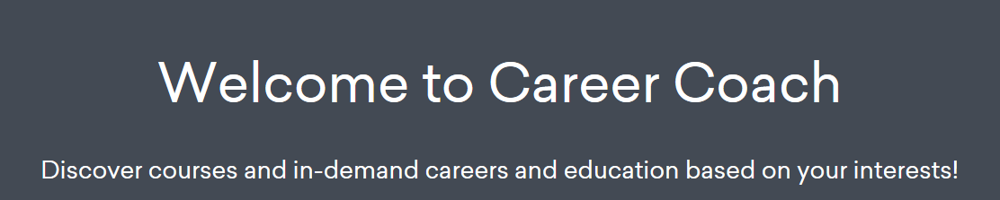 Welcome to Career Coach
Discover courses and in-demand careers and education based on your interests!